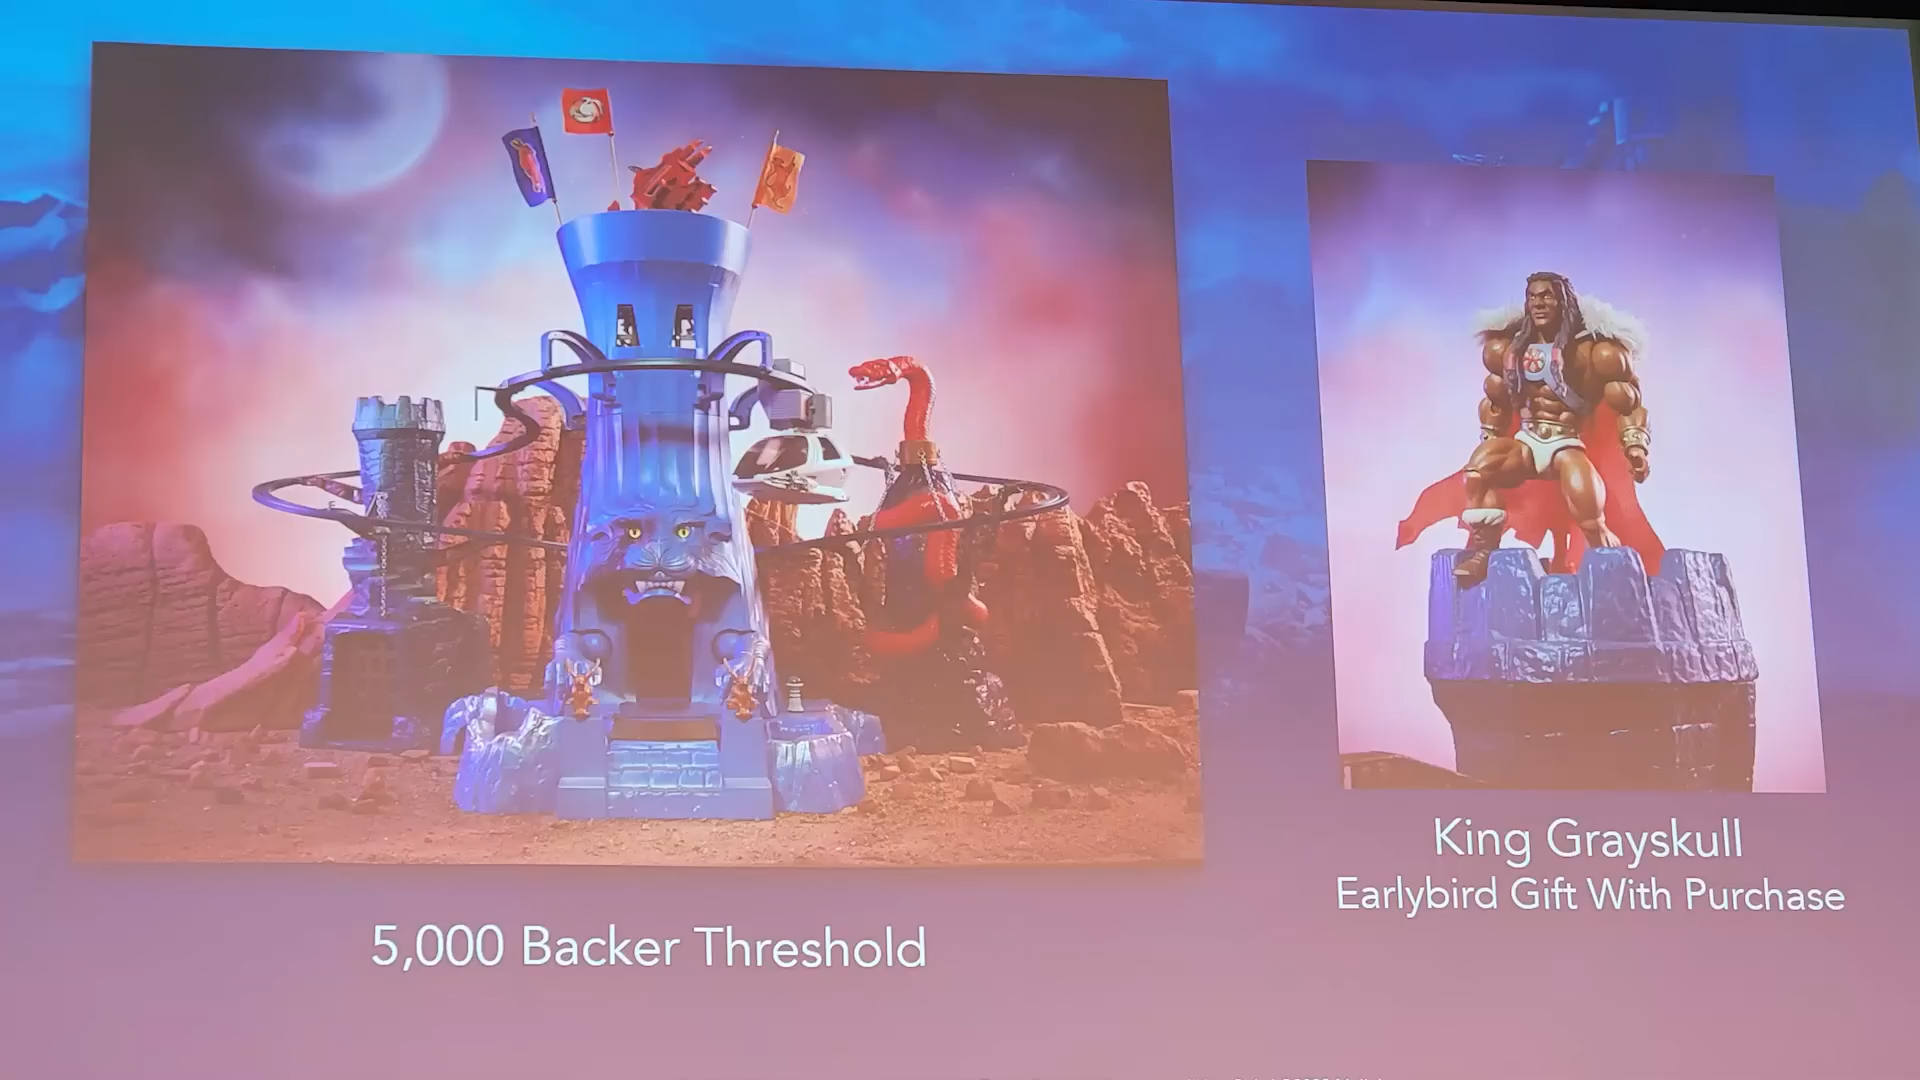 5,000 Backer Threshold
King Grayskull
Earlybird Gift With Purchase